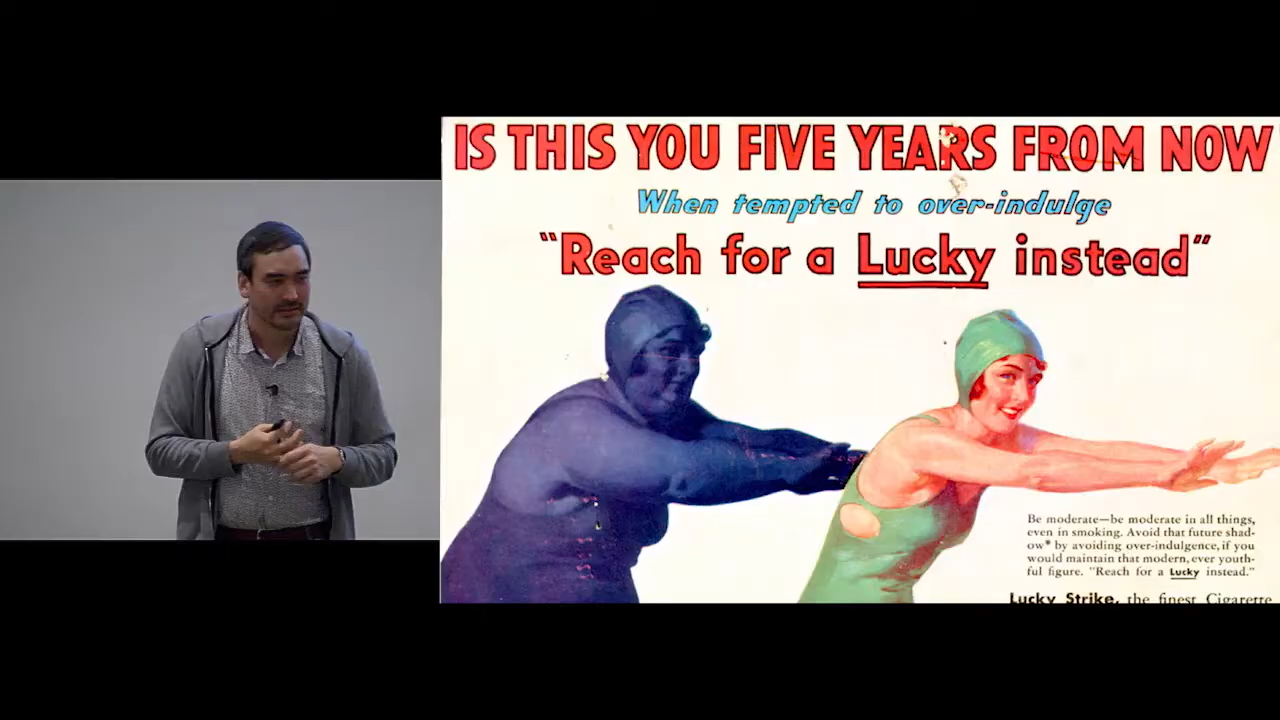 IS THIS YOU FIVE YEARS FROM NOW
When tempted to over-indulge
"Reach for a Lucky instead"
Be moderate—be moderate in all things,
even in smoking. Avoid that future shad-
ow* by avoiding over-indulgence, if you
would maintain that modern, ever youth-
ful figure. "Reach for a Lucky instead."
Lucky Strike, the finest Cigarette